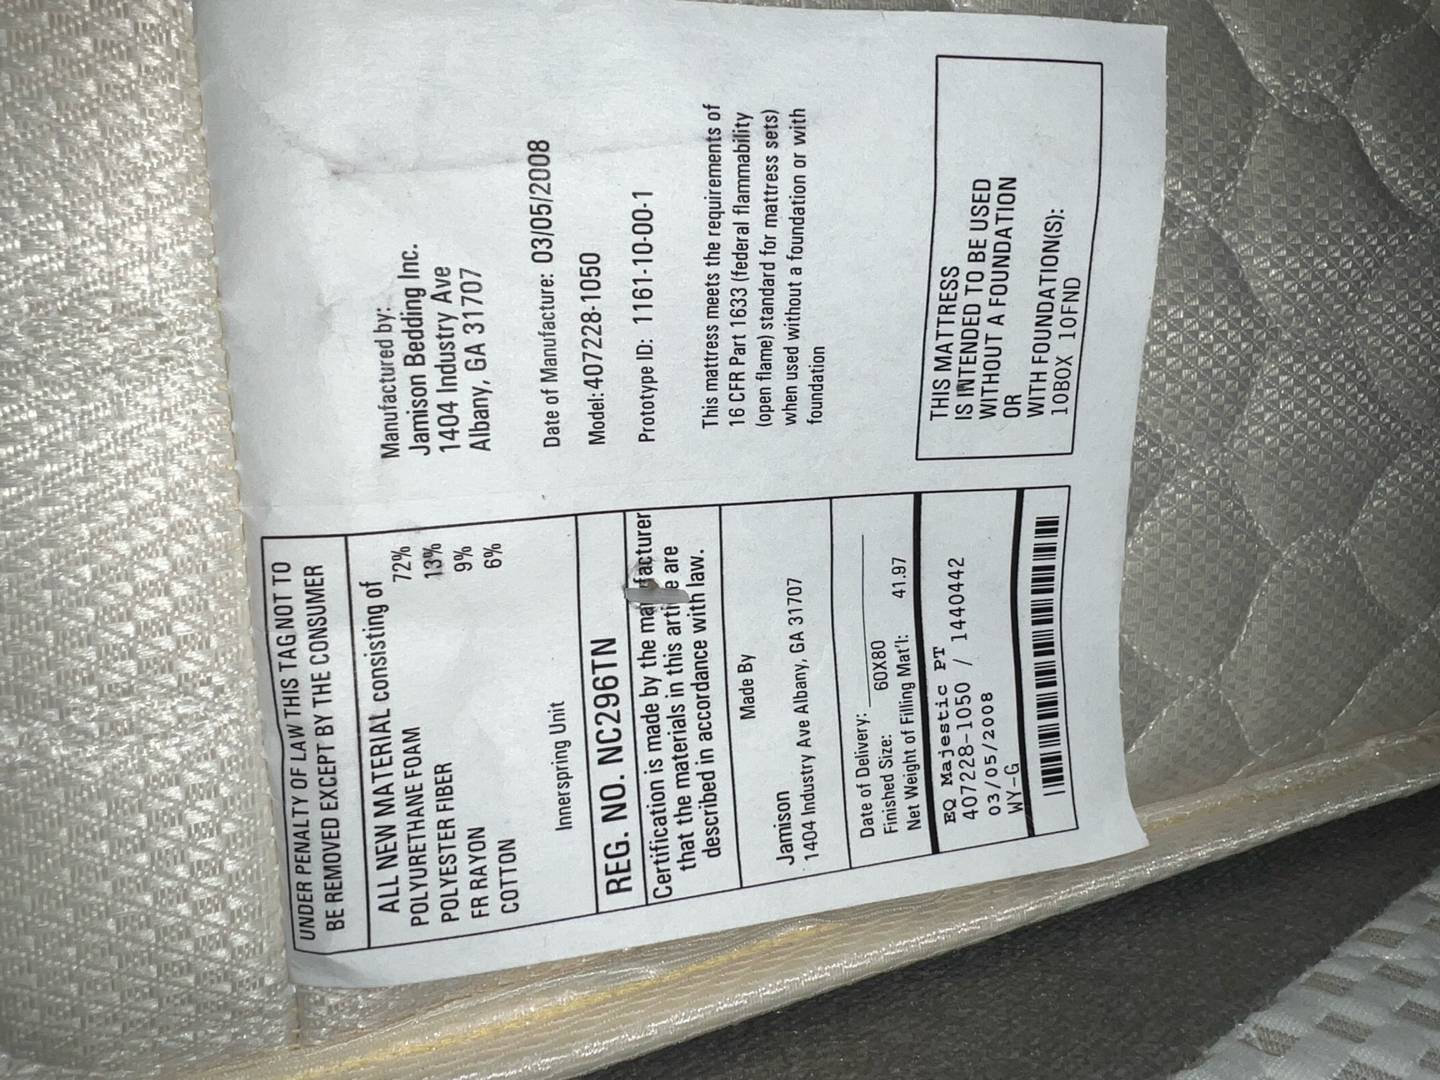 UNDER PENALTY OF LAW THIS TAG NOT TO
BE REMOVED EXCEPT BY THE CONSUMER
ALL NEW MATERIAL consisting of
POLYURETHANE FOAM 72%
POLYESTER FIBER 13%
FR RAYON 9%
COTTON 6%
Innerspring Unit
REG. NO. NC296TN
Certification is made by the manufacturer
that the materials in this article are
described in accordance with law.
Made By
Jamison
1404 Industry Ave Albany, GA 31707
Date of Delivery:
Finished Size: 60X80
Net Weight of Filling Mat'l: 41.97
EQ Majestic PT
407228-1050 / 1440442
03/05/2008
WY-G
Manufactured by:
Jamison Bedding Inc.
1404 Industry Ave
Albany, GA 31707
Date of Manufacture: 03/05/2008
Model: 407228-1050
Prototype ID: 1161-10-00-1
This mattress meets the requirements of
16 CFR Part 1633 (federal flammability
(open flame) standard for mattress sets)
when used without a foundation or with
foundation
THIS MATTRESS
IS INTENDED TO BE USED
WITHOUT A FOUNDATION
OR
WITH FOUNDATION(S):
10BOX 10FND